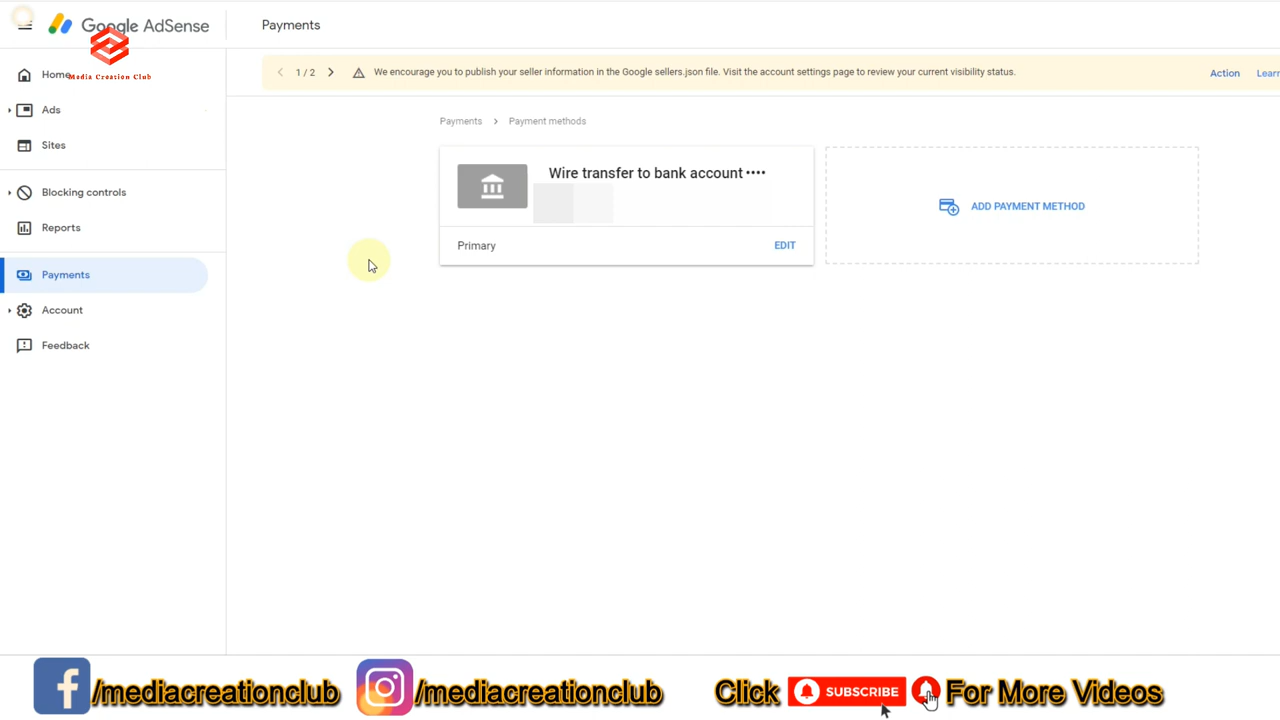 Google AdSense
Payments
Media Creation Club
Home
Ads
Sites
Blocking controls
Reports
Payments
Account
Feedback
1 / 2
We encourage you to publish your seller information in the Google sellers.json file. Visit the account settings page to review your current visibility status.
Action
Learn
Payments > Payment methods
Wire transfer to bank account ••••
Primary
EDIT
ADD PAYMENT METHOD
/mediacreationclub
/mediacreationclub
Click SUBSCRIBE For More Videos